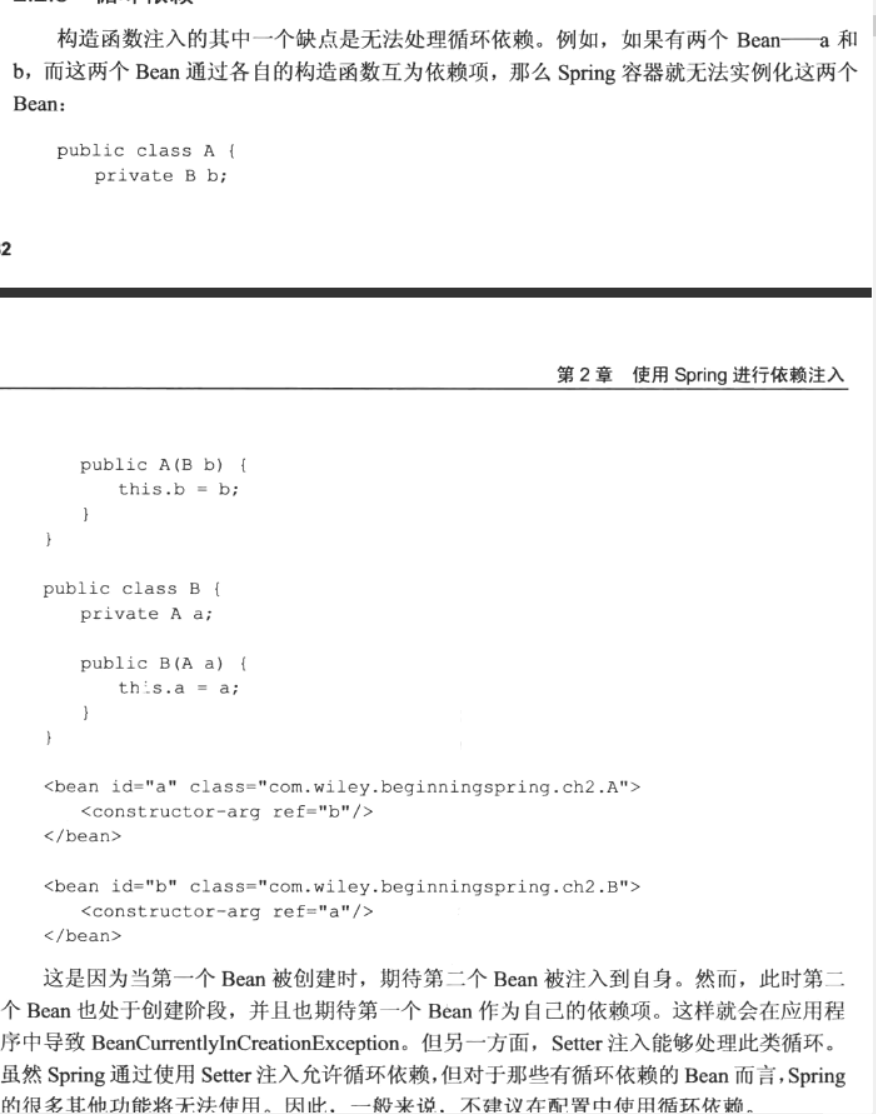 构造函数注入的其中一个缺点是无法处理循环依赖。例如，如果有两个 Bean——a 和
b，而这两个 Bean 通过各自的构造函数互为依赖项，那么 Spring 容器就无法实例化这两个
Bean：
public class A {
private B b;
2
第 2 章 使用 Spring 进行依赖注入
public A(B b) {
this.b = b;
}
}
public class B {
private A a;
public B(A a) {
this.a = a;
}
}
<bean id="a" class="com.wiley.beginningspring.ch2.A">
<constructor-arg ref="b"/>
</bean>
<bean id="b" class="com.wiley.beginningspring.ch2.B">
<constructor-arg ref="a"/>
</bean>
这是因为当第一个 Bean 被创建时，期待第二个 Bean 被注入到自身。然而，此时第二
个 Bean 也处于创建阶段，并且也期待第一个 Bean 作为自己的依赖项。这样就会在应用程
序中导致 BeanCurrentlyInCreationException。但另一方面，Setter 注入能够处理此类循环。
虽然 Spring 通过使用 Setter 注入允许循环依赖，但对于那些有循环依赖的 Bean 而言，Spring
的很多其他功能将无法使用。因此，一般来说，不建议在配置中使用循环依赖。